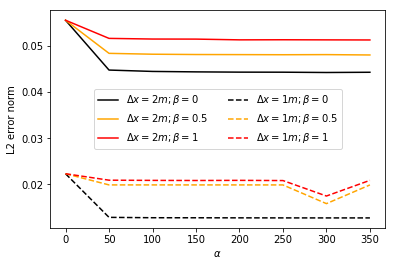 0.05
0.04
0.03
0.02
L2 error norm
Δx = 2m; β = 0
Δx = 2m; β = 0.5
Δx = 2m; β = 1
Δx = 1m; β = 0
Δx = 1m; β = 0.5
Δx = 1m; β = 1
0 50 100 150 200 250 300 350
α